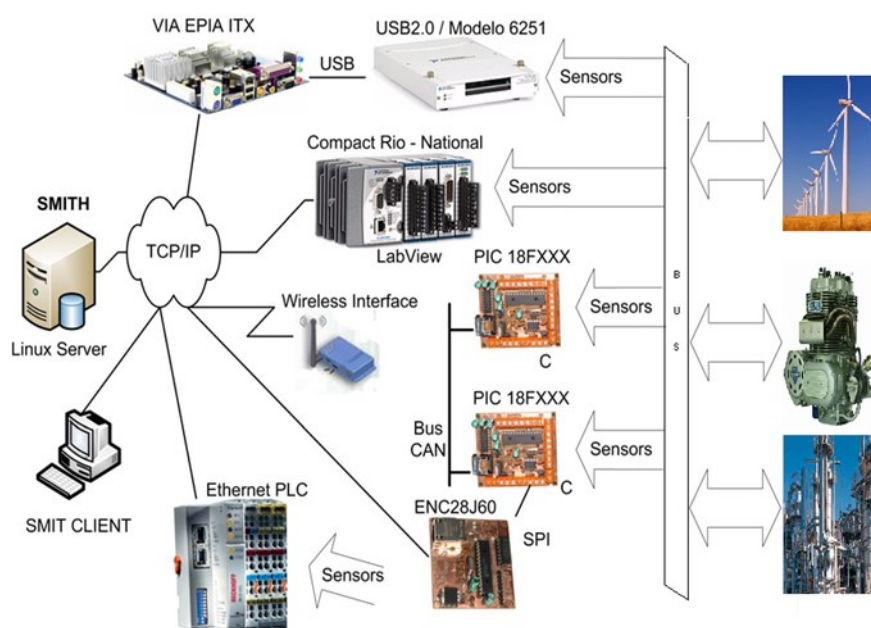 VIA EPIA ITX
USB2.0 / Modelo 6251
USB
Sensors
Compact Rio - National
Sensors
SMITH
TCP/IP
LabView
PIC 18FXXX
B
U
S
Sensors
Wireless Interface
Linux Server
C
PIC 18FXXX
Bus
CAN
Sensors
C
Ethernet PLC
ENC28J60
SMIT CLIENT
SPI
Sensors